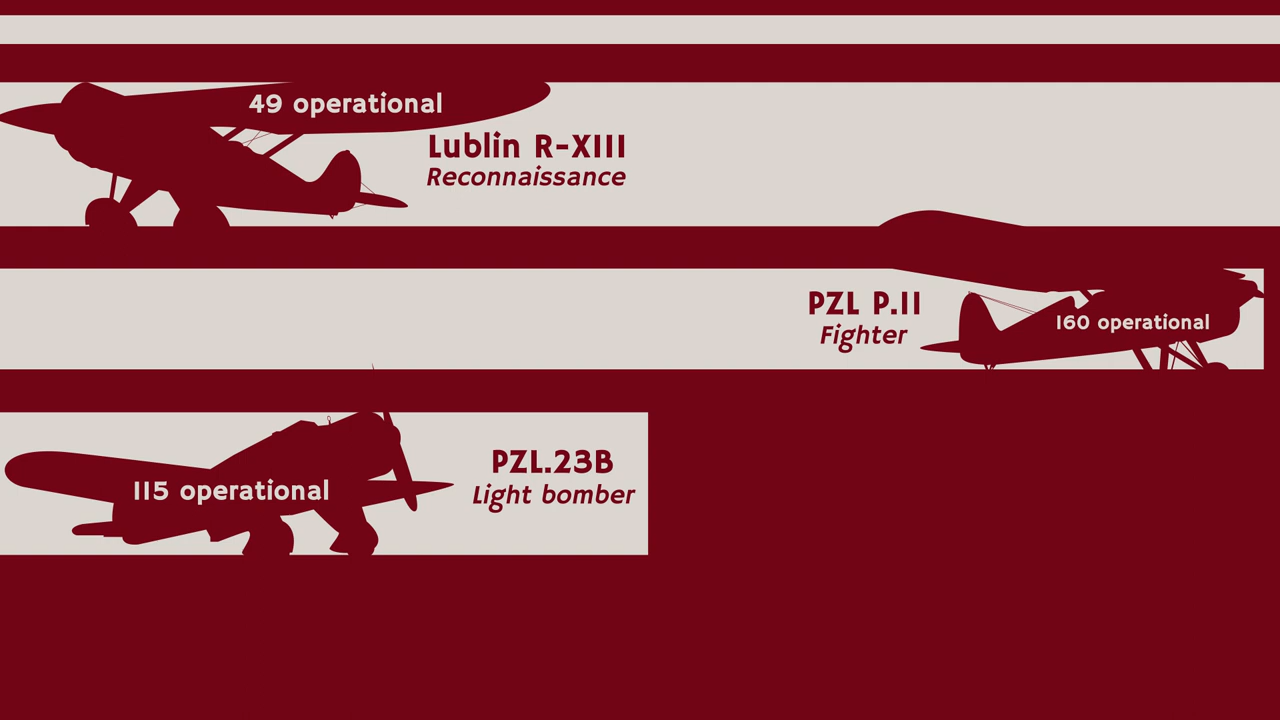 49 operational
Lublin R-XIII
Reconnaissance
PZL P.11
Fighter
160 operational
115 operational
PZL.23B
Light bomber